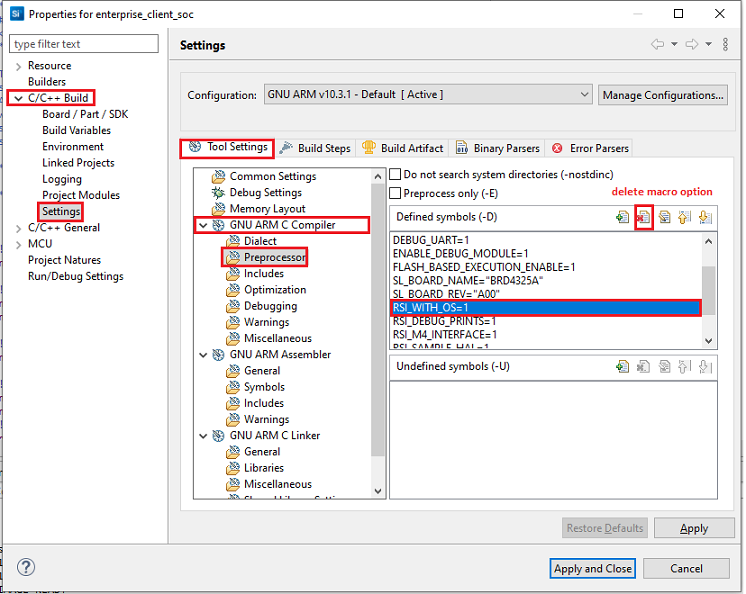 Si Properties for enterprise_client_soc
type filter text
Resource
Builders
C/C++ Build
Board / Part / SDK
Build Variables
Environment
Linked Projects
Logging
Project Modules
Settings
C/C++ General
MCU
Project Natures
Run/Debug Settings
Settings
Configuration:
GNU ARM v10.3.1 - Default [ Active ]
Manage Configurations...
Tool Settings
Build Steps
Build Artifact
Binary Parsers
Error Parsers
Common Settings
Debug Settings
Memory Layout
GNU ARM C Compiler
Dialect
Preprocessor
Includes
Optimization
Debugging
Warnings
Miscellaneous
GNU ARM Assembler
General
Symbols
Includes
Warnings
GNU ARM C Linker
General
Libraries
Miscellaneous
Do not search system directories (-nostdinc)
Preprocess only (-E)
delete macro option
Defined symbols (-D)
DEBUG_UART=1
ENABLE_DEBUG_MODULE=1
FLASH_BASED_EXECUTION_ENABLE=1
SL_BOARD_NAME="BRD4325A"
SL_BOARD_REV="A00"
RSI_WITH_OS=1
RSI_DEBUG_PRINTS=1
RSI_M4_INTERFACE=1
RSI_SAMPLE_HAL=1
Undefined symbols (-U)
Restore Defaults
Apply
Apply and Close
Cancel